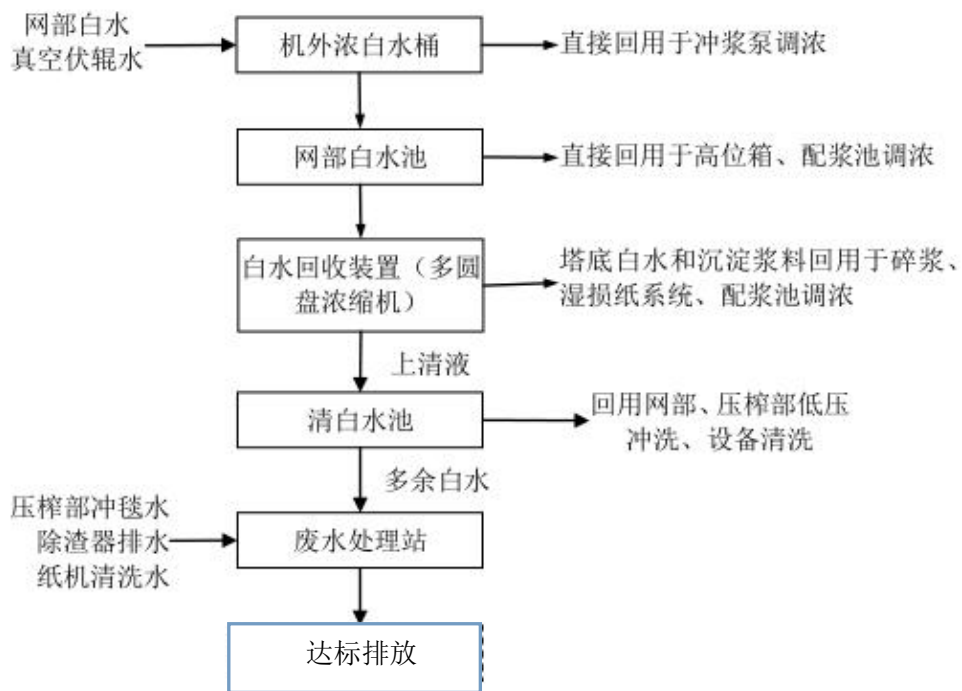 网部白水
真空伏辊水
机外浓白水桶
直接回用于冲浆泵调浓
网部白水池
直接回用于高位箱、配浆池调浓
白水回收装置（多圆
盘浓缩机）
塔底白水和沉淀浆料回用于碎浆、
湿损纸系统、配浆池调浓
上清液
清白水池
回用网部、压榨部低压
冲洗、设备清洗
多余白水
压榨部冲毯水
除渣器排水
纸机清洗水
废水处理站
达标排放